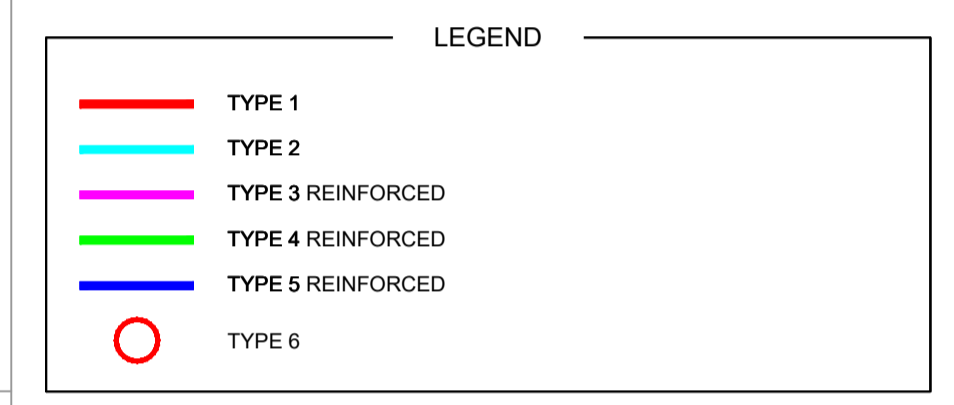 LEGEND
TYPE 1
TYPE 2
TYPE 3 REINFORCED
TYPE 4 REINFORCED
TYPE 5 REINFORCED
TYPE 6